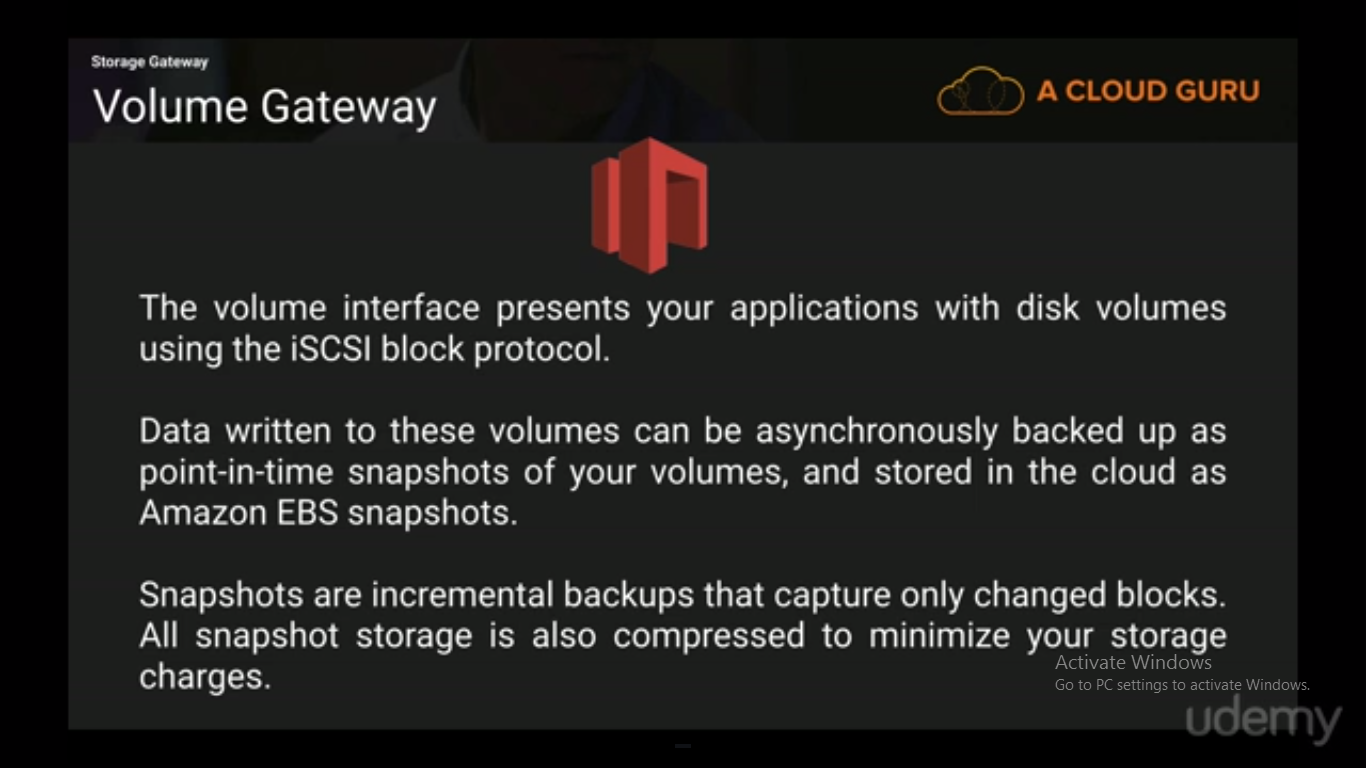 Storage Gateway
Volume Gateway
A CLOUD GURU
The volume interface presents your applications with disk volumes
using the iSCSI block protocol.
Data written to these volumes can be asynchronously backed up as
point-in-time snapshots of your volumes, and stored in the cloud as
Amazon EBS snapshots.
Snapshots are incremental backups that capture only changed blocks.
All snapshot storage is also compressed to minimize your storage
charges.
Activate Windows
Go to PC settings to activate Windows.
udemy